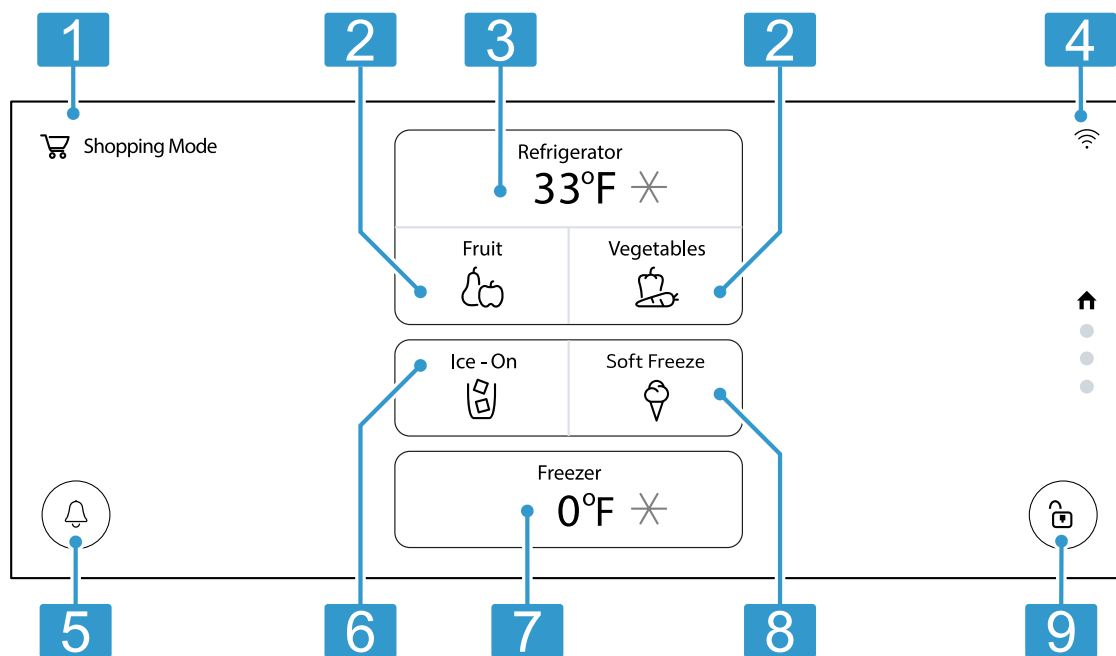 1
2
3
2
4
Shopping Mode
Refrigerator
33°F
Fruit
Vegetables
Ice - On
Soft Freeze
Freezer
0°F
5
6
7
8
9